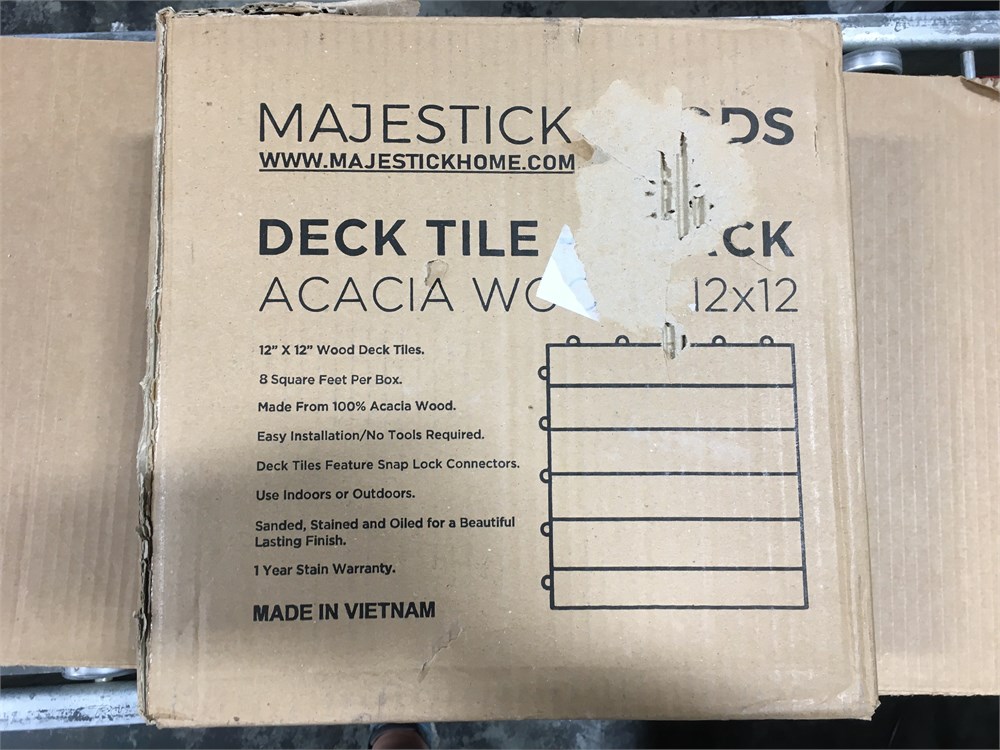 MAJESTICK
WWW.MAJESTICKHOME.COM
DECK TILE
ACACIA 12x12
12” X 12” Wood Deck Tiles.
8 Square Feet Per Box.
Made From 100% Acacia Wood.
Easy Installation/No Tools Required.
Deck Tiles Feature Snap Lock Connectors.
Use Indoors or Outdoors.
Sanded, Stained and Oiled for a Beautiful
Lasting Finish.
1 Year Stain Warranty.
MADE IN VIETNAM